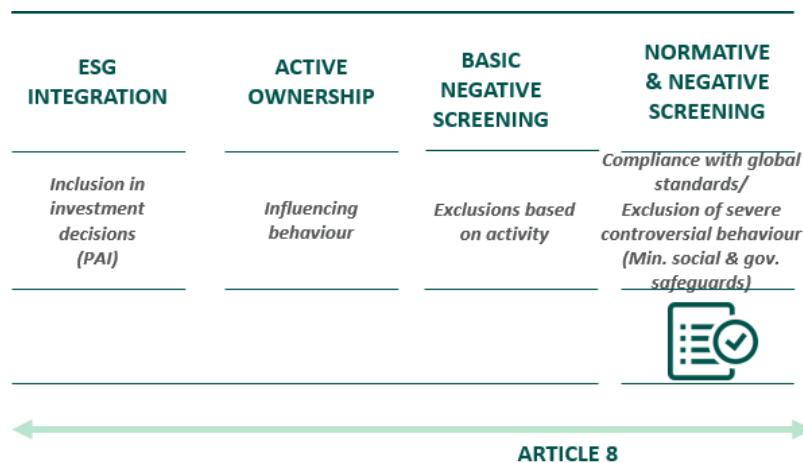 ESG
INTEGRATION
ACTIVE
OWNERSHIP
BASIC
NEGATIVE
SCREENING
NORMATIVE
& NEGATIVE
SCREENING
Inclusion in
investment
decisions
(PAI)
Influencing
behaviour
Exclusions based
on activity
Compliance with global
standards/
Exclusion of severe
controversial behaviour
(Min. social & gov.
safeguards)
ARTICLE 8